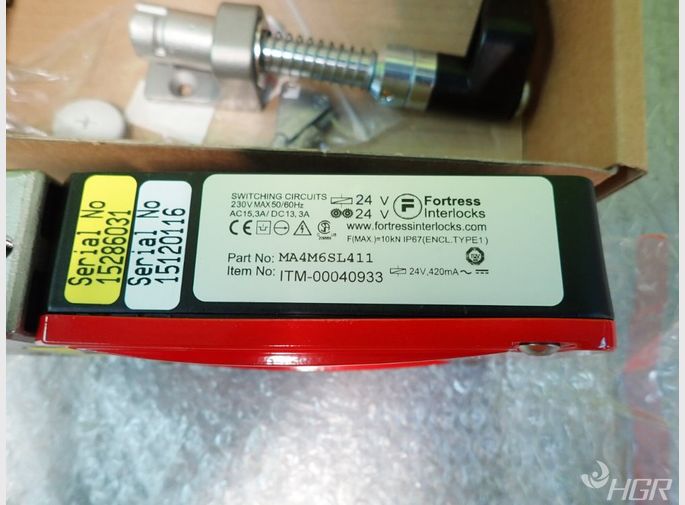 Serial No
15286031
Serial No
15120116
SWITCHING CIRCUITS
230V MAX 50/60Hz
AC15,3A/ DC13, 3A
24 V
24 V
F
Fortress
Interlocks
www.fortressinterlocks.com
F(MAX.)=10kN IP67(ENCL.TYPE1)
CE
Part No: MA4M6SL411
Item No: ITM-00040933
24V,420mA
HGR